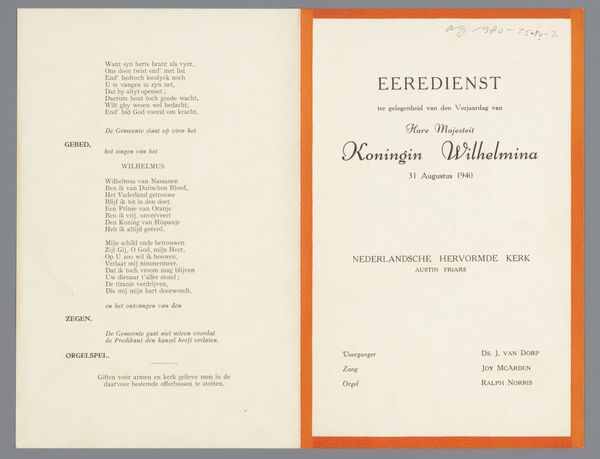 Want syn herte brant als vyer,
Ons door twist end' met list
End' bedroch looslyck noch
U te vangen in zyn net,
Dat hy altyt openset;
Daerom hout toch goede wacht,
Wilt ghy wesen wel bedacht,
End' bid God vooral om kracht,
De Gemeente staat op voor het
GEBED,
het singen van het
WILHELMUS
Wilhelmus van Nassauen
Ben ik van Duitschen Bloed,
Het Vaderland getrouwe
Blijf ik tot in den doet.
Een Prinse van Oranje
Ben ik vrij, onverveert
Den Koning van Hispanje
Heb ik altijd geëerd.
Mijn schild ende betrouwen
Zijt Gij, O God, mijn Heer,
Op U zoo wil ik bouwen,
Verlaat mij nimmermeer.
Dat ik toch vroom mag blijven
Uw dienaar t'aller stond;
De tiranie verdrijven,
Die mij mijn hart doorwondt.
en het ontvangen van den
ZEGEN.
De Gemeente gaat niet uiteen voordat
de Predikant den kansel heeft verlaten.
ORGELSPEL.
Giften voor armen en kerk gelieve men in de
daarvoor bestemde offerbussen te storten.
EEREDIENST
ter gelegenheid van den Verjaardag van
Hare Majesteit
Koningin Wilhelmina
31 Augustus 1940
NEDERLANDSCHE HERVORMDE KERK
AUSTIN FRIARS
Voorganger Ds. J. VAN DORP
Zang JOY MCARDEN
Orgel RALPH NORRIS